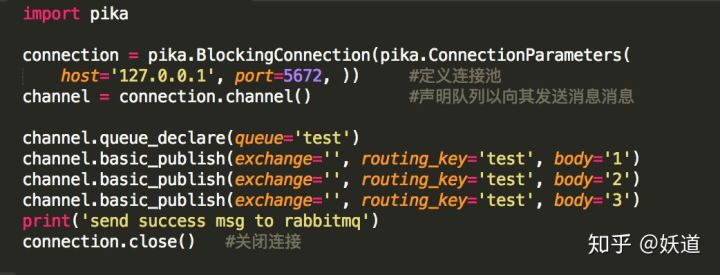 import pika
connection = pika.BlockingConnection(pika.ConnectionParameters(
host='127.0.0.1', port=5672, )) #定义连接池
channel = connection.channel() #声明队列以向其发送消息消息
channel.queue_declare(queue='test')
channel.basic_publish(exchange='', routing_key='test', body='1')
channel.basic_publish(exchange='', routing_key='test', body='2')
channel.basic_publish(exchange='', routing_key='test', body='3')
print('send success msg to rabbitmq')
connection.close() #关闭连接
知乎 @妖道